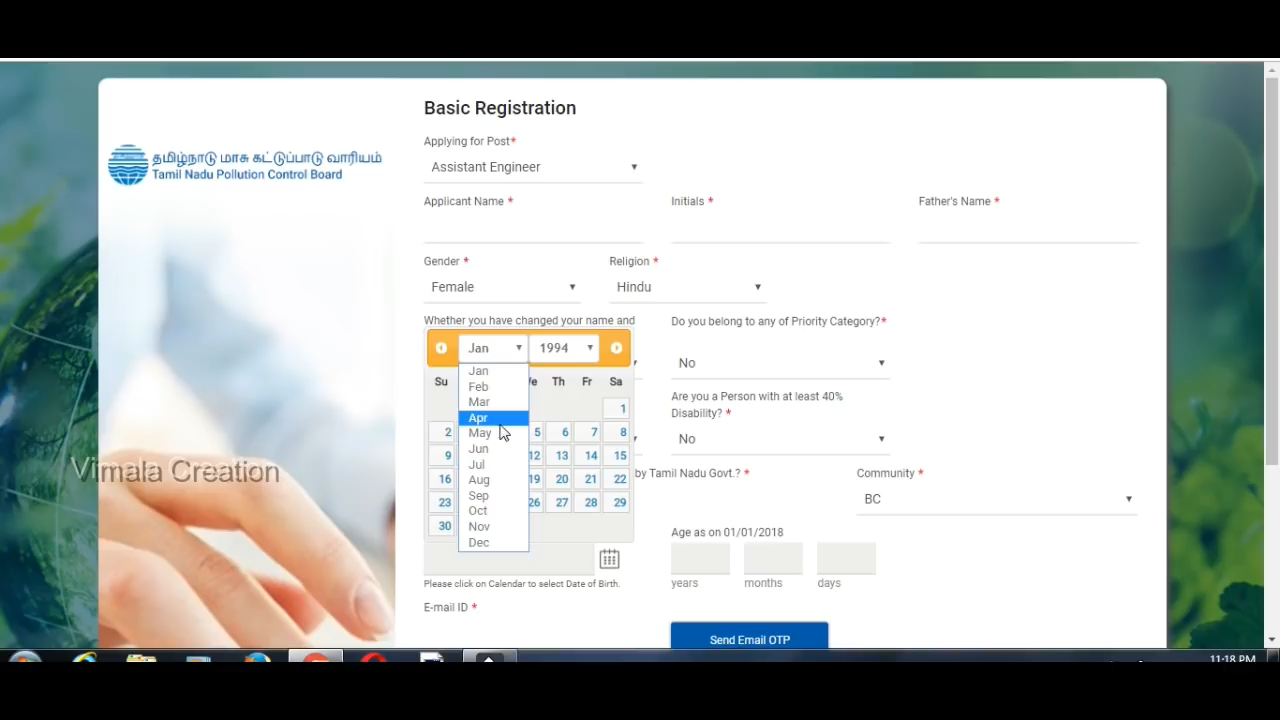 Basic Registration
Applying for Post*
தமிழ்நாடு மாசு கட்டுப்பாடு வாரியம்
Tamil Nadu Pollution Control Board
Assistant Engineer
Applicant Name *
Initials *
Father's Name *
Gender *
Religion *
Female
Hindu
Whether you have changed your name and
Do you belong to any of Priority Category?*
Jan
1994
No
Su
We Th Fr Sa
Jan
Feb
Mar
Apr
May
Jun
Jul
Aug
Sep
Oct
Nov
Dec
1
2 5 6 7 8
9 12 13 14 15
16 19 20 21 22
23 26 27 28 29
30
Are you a Person with at least 40%
Disability? *
No
Vimala Creation
by Tamil Nadu Govt.? *
Community *
BC
Age as on 01/01/2018
Please click on Calendar to select Date of Birth.
years
months
days
E-mail ID *
Send Email OTP
11:18 PM